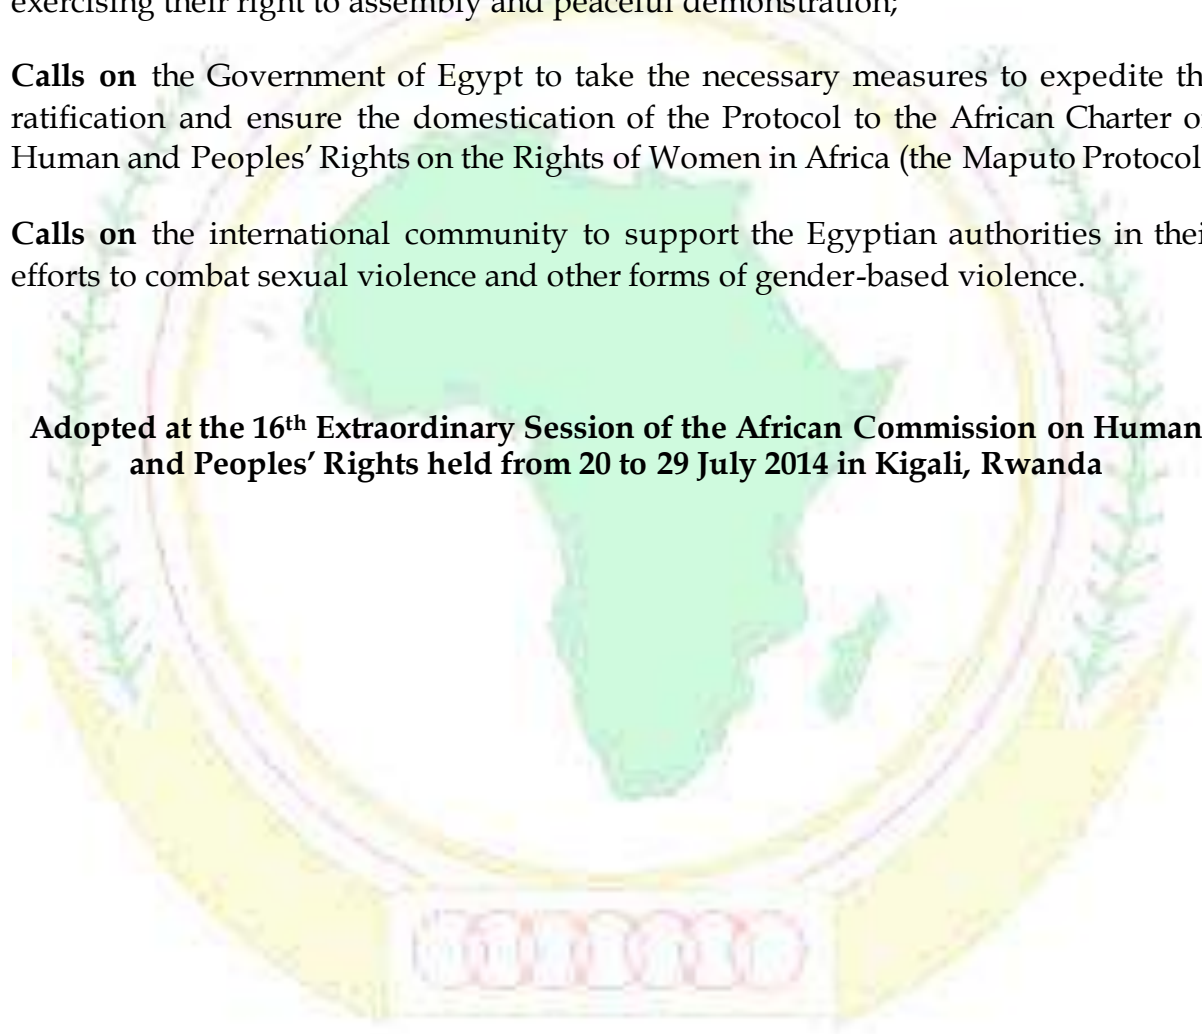 exercising their right to assembly and peaceful demonstration;
Calls on the Government of Egypt to take the necessary measures to expedite th
ratification and ensure the domestication of the Protocol to the African Charter o
Human and Peoples’ Rights on the Rights of Women in Africa (the Maputo Protocol
Calls on the international community to support the Egyptian authorities in thei
efforts to combat sexual violence and other forms of gender-based violence.
Adopted at the 16th Extraordinary Session of the African Commission on Human
and Peoples’ Rights held from 20 to 29 July 2014 in Kigali, Rwanda